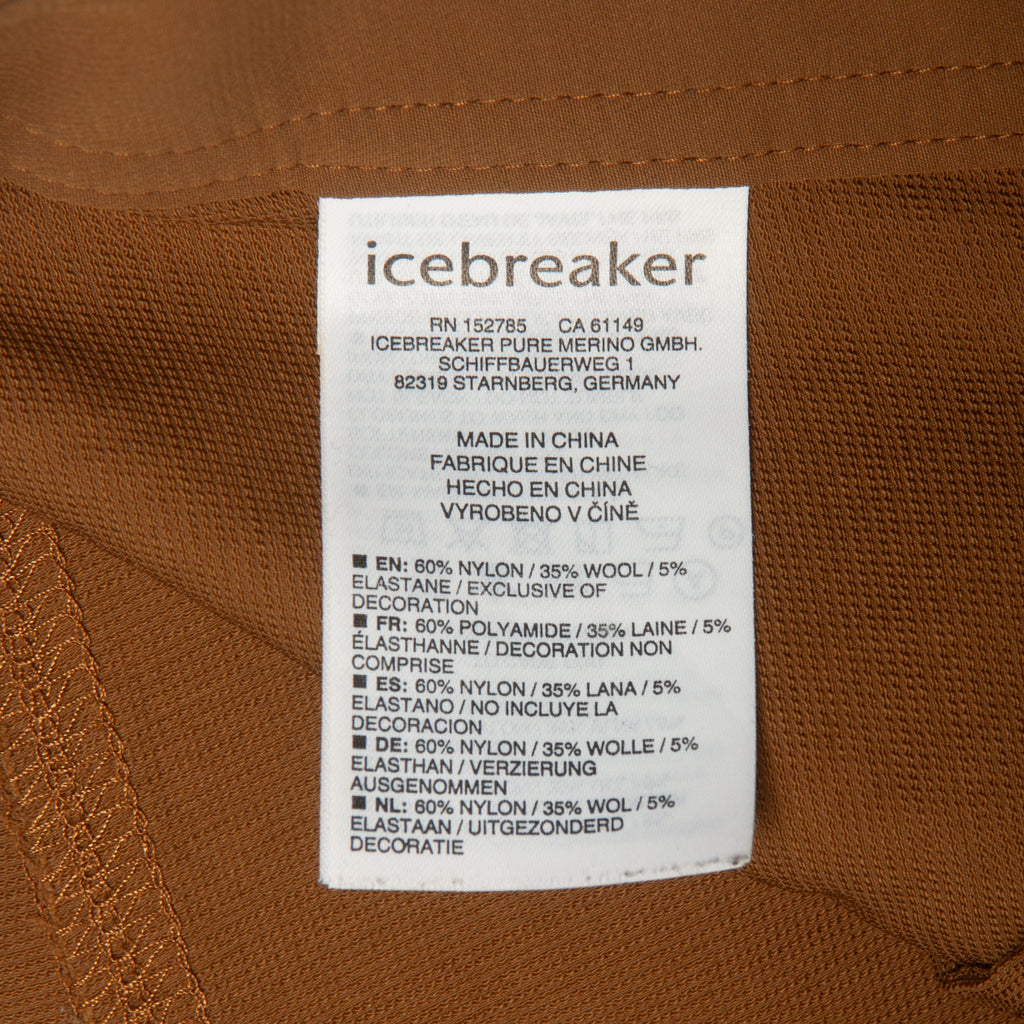 icebreaker
RN 152785 CA 61149
ICEBREAKER PURE MERINO GMBH.
SCHIFFBAUERWEG 1
82319 STARNBERG, GERMANY
MADE IN CHINA
FABRIQUE EN CHINE
HECHO EN CHINA
VYROBENO V ČÍNĚ
■ EN: 60% NYLON / 35% WOOL / 5%
ELASTANE / EXCLUSIVE OF
DECORATION
■ FR: 60% POLYAMIDE / 35% LAINE / 5%
ÉLASTHANNE / DECORATION NON
COMPRISE
■ ES: 60% NYLON / 35% LANA / 5%
ELASTANO / NO INCLUYE LA
DECORACION
■ DE: 60% NYLON / 35% WOLLE / 5%
ELASTHAN / VERZIERUNG
AUSGENOMMEN
■ NL: 60% NYLON / 35% WOL / 5%
ELASTAAN / UITGEZONDERD
DECORATIE